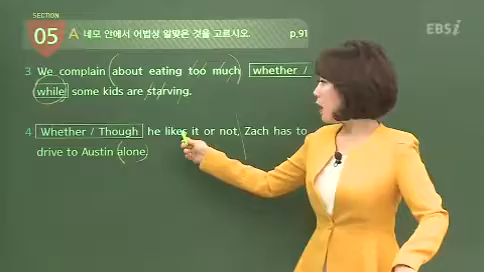 SECTION
05 A 네모 안에서 어법상 알맞은 것을 고르시오. p.91
EBSi
3 We complain about eating too much whether /
while some kids are starving.
4 Whether / Though he likes it or not, Zach has to
drive to Austin alone.